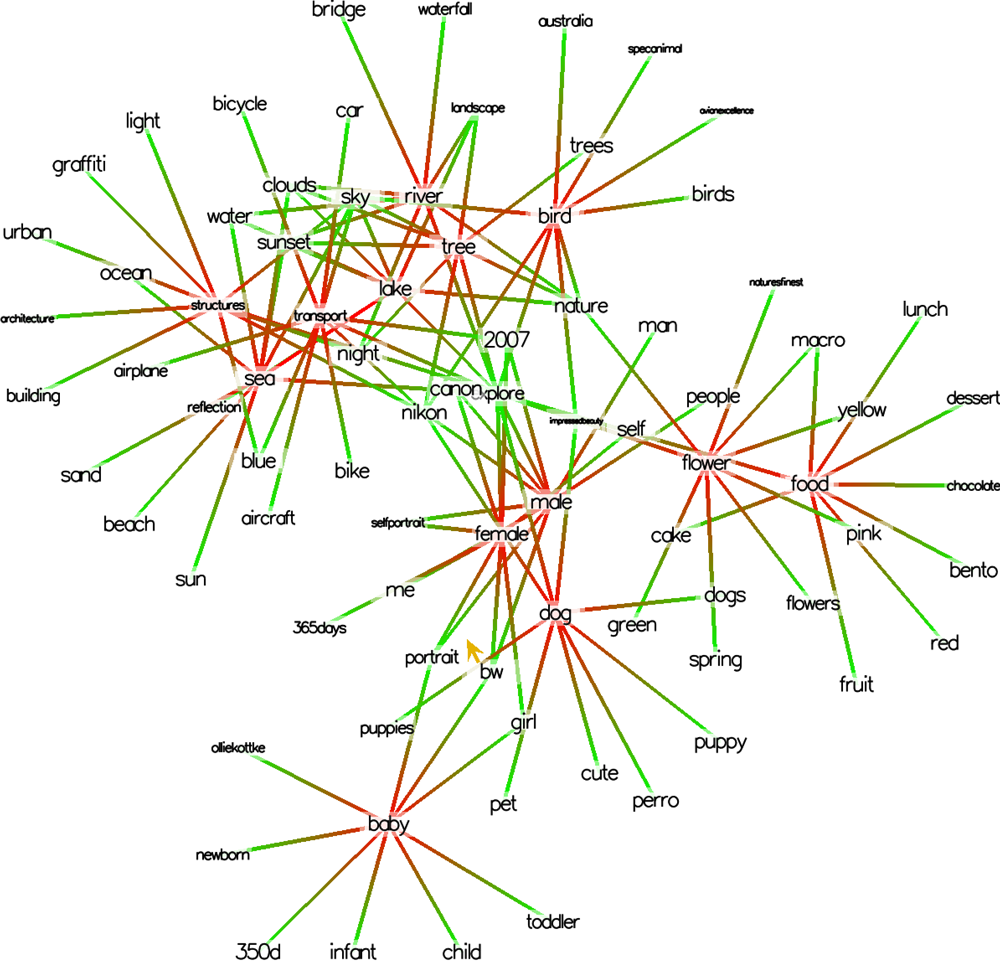 bridge
waterfall
australia
specanimal
bicycle
car
landscape
avionexcellence
light
trees
graffiti
clouds
sky
river
birds
water
bird
urban
sunset
tree
ocean
lake
naturesfinest
structures
transport
nature
architecture
man
lunch
night
2007
macro
airplane
sea
building
canon
explore
people
dessert
reflection
nikon
impressedbeauty
self
yellow
blue
flower
sand
bike
food
chocolate
beach
aircraft
selfportrait
male
female
cake
pink
sun
me
bento
dog
dogs
flowers
365days
green
red
portrait
bw
spring
fruit
puppies
girl
puppy
olliekottke
cute
pet
perro
baby
newborn
toddler
350d
infant
child